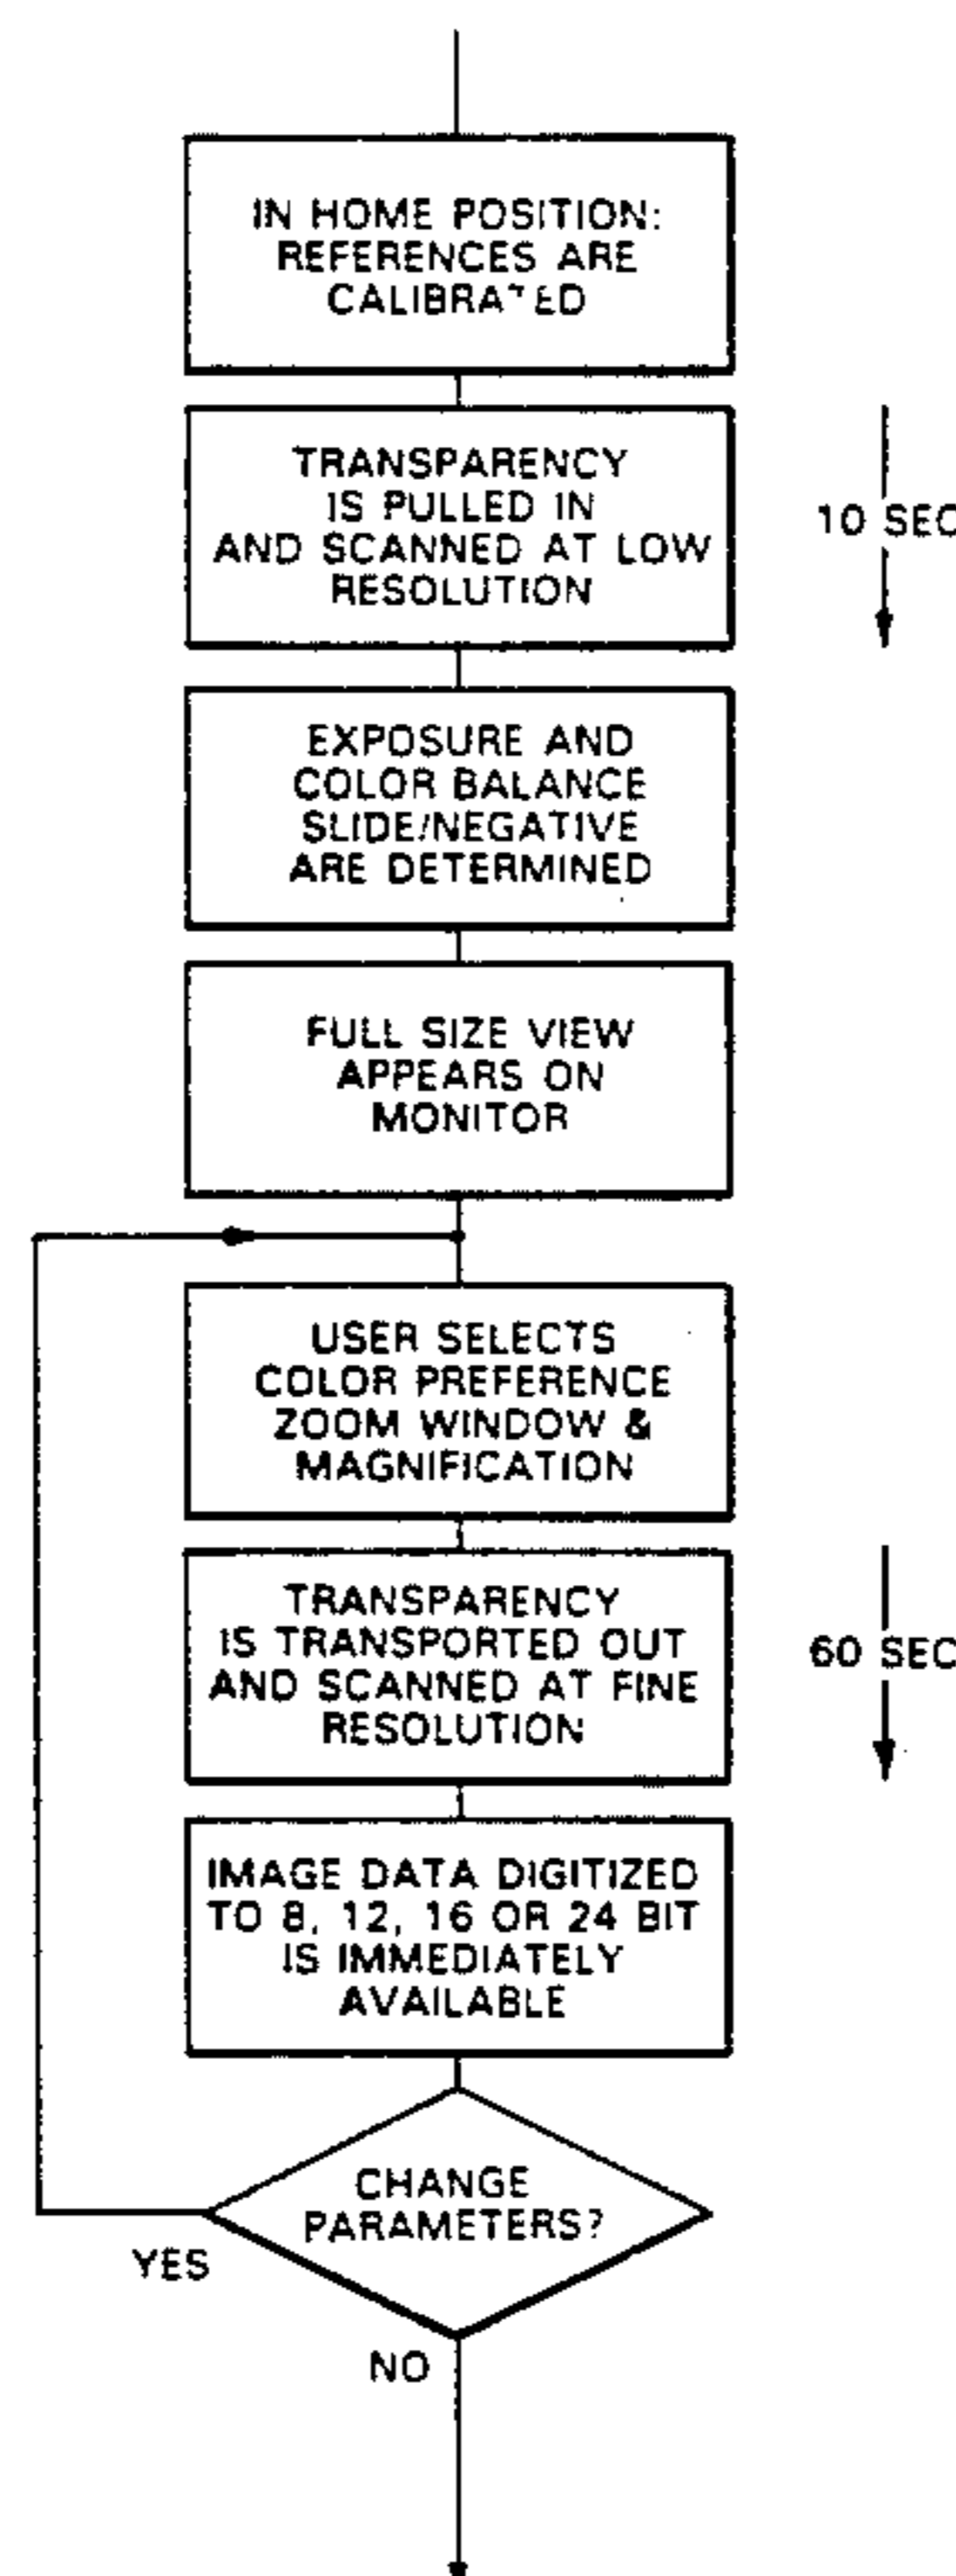 IN HOME POSITION:
REFERENCES ARE
CALIBRATED
TRANSPARENCY
IS PULLED IN
AND SCANNED AT LOW
RESOLUTION
10 SEC
EXPOSURE AND
COLOR BALANCE
SLIDE/NEGATIVE
ARE DETERMINED
FULL SIZE VIEW
APPEARS ON
MONITOR
USER SELECTS
COLOR PREFERENCE
ZOOM WINDOW &
MAGNIFICATION
TRANSPARENCY
IS TRANSPORTED OUT
AND SCANNED AT FINE
RESOLUTION
60 SEC
IMAGE DATA DIGITIZED
TO 8, 12, 16 OR 24 BIT
IS IMMEDIATELY
AVAILABLE
CHANGE
PARAMETERS?
YES
NO